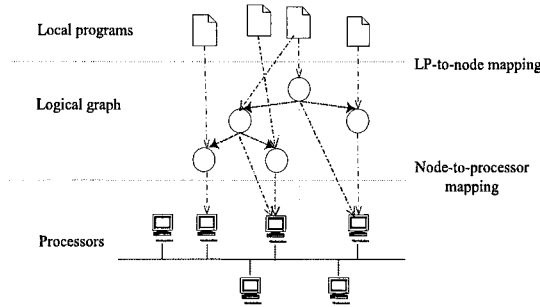 Local programs
LP-to-node mapping
Logical graph
Node-to-processor
mapping
Processors